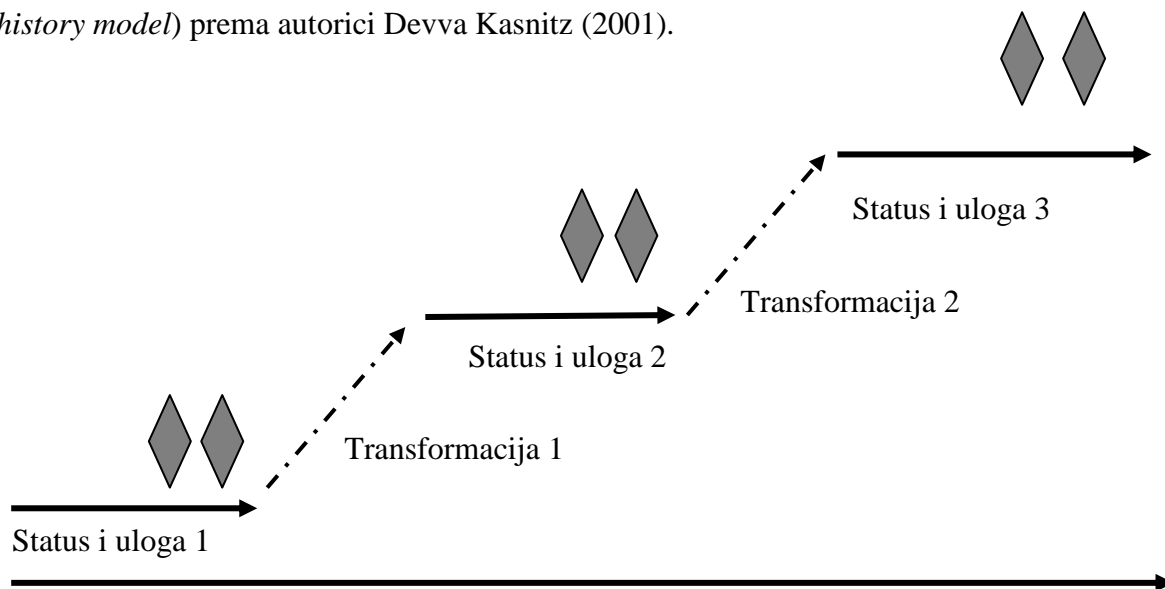 history model) prema autorici Devva Kasnitz (2001).
Status i uloga 3
Transformacija 2
Status i uloga 2
Transformacija 1
Status i uloga 1